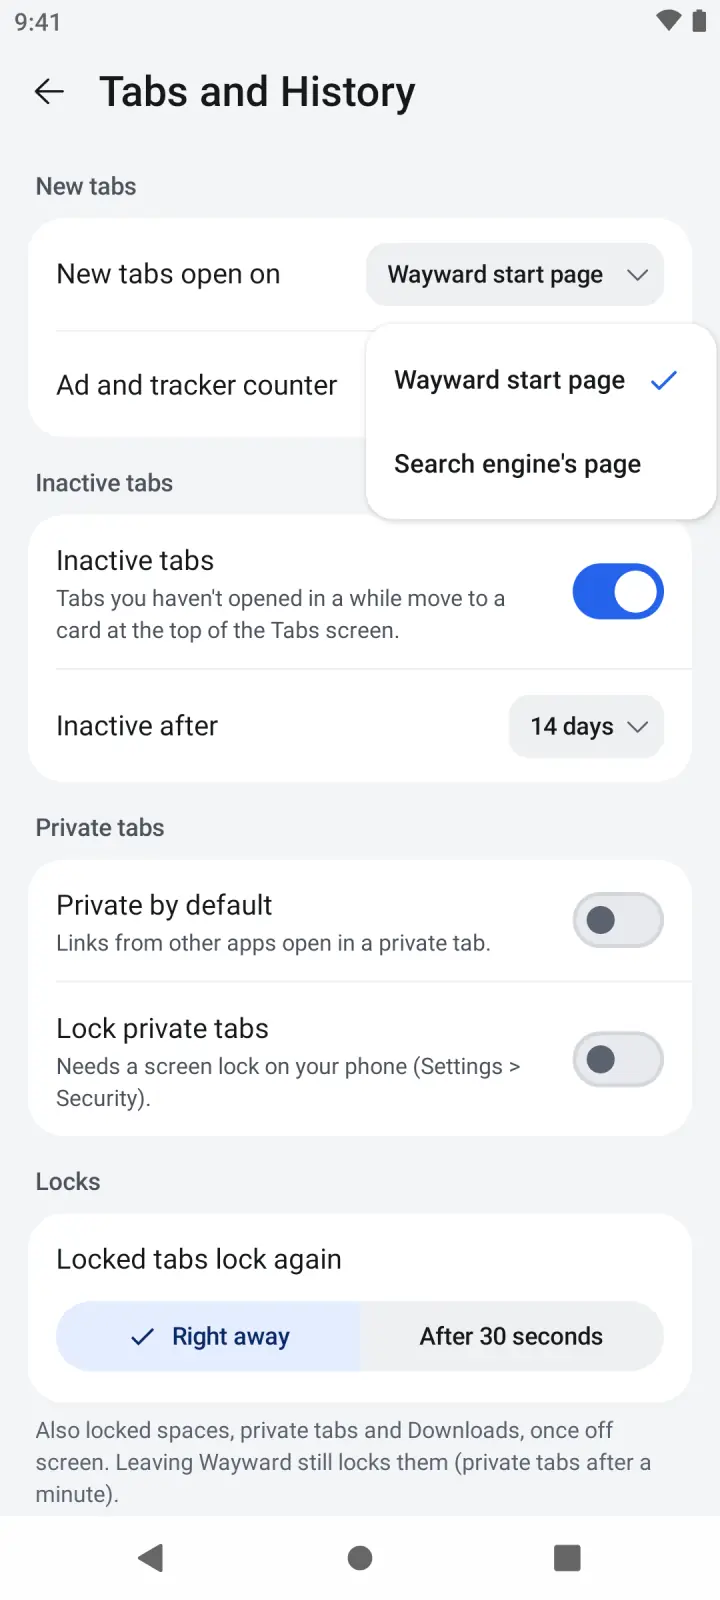 9:41
Tabs and History
New tabs
New tabs open on
Wayward start page
Ad and tracker counter
Wayward start page
Search engine's page
Inactive tabs
Inactive tabs
Tabs you haven't opened in a while move to a
card at the top of the Tabs screen.
Inactive after
14 days
Private tabs
Private by default
Links from other apps open in a private tab.
Lock private tabs
Needs a screen lock on your phone (Settings >
Security).
Locks
Locked tabs lock again
Right away
After 30 seconds
Also locked spaces, private tabs and Downloads, once off
screen. Leaving Wayward still locks them (private tabs after a
minute).